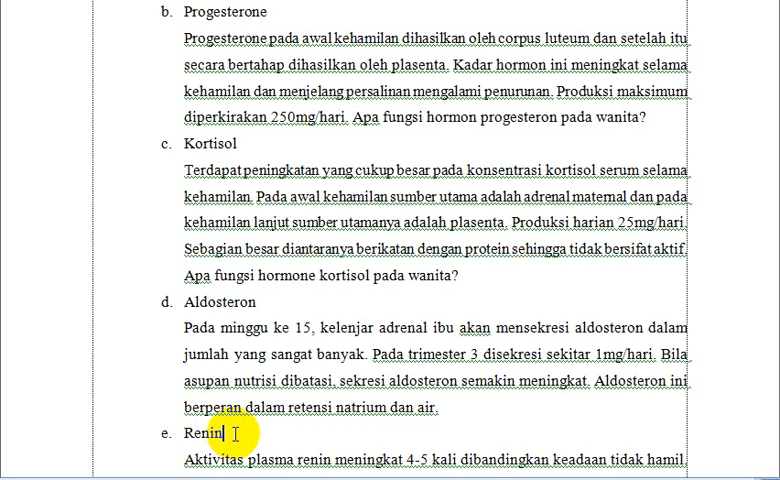 b. Progesterone
Progesterone pada awal kehamilan dihasilkan oleh corpus luteum dan setelah itu
secara bertahap dihasilkan oleh plasenta. Kadar hormon ini meningkat selama
kehamilan dan menjelang persalinan mengalami penurunan. Produksi maksimum
diperkirakan 250mg/hari. Apa fungsi hormon progesteron pada wanita?
c. Kortisol
Terdapat peningkatan yang cukup besar pada konsentrasi kortisol serum selama
kehamilan. Pada awal kehamilan sumber utama adalah adrenal maternal dan pada
kehamilan lanjut sumber utamanya adalah plasenta. Produksi harian 25mg/hari.
Sebagian besar diantaranya berikatan dengan protein sehingga tidak bersifat aktif.
Apa fungsi hormone kortisol pada wanita?
d. Aldosteron
Pada minggu ke 15, kelenjar adrenal ibu akan mensekresi aldosteron dalam
jumlah yang sangat banyak. Pada trimester 3 disekresi sekitar 1mg/hari. Bila
asupan nutrisi dibatasi, sekresi aldosteron semakin meningkat. Aldosteron ini
berperan dalam retensi natrium dan air.
e. Renin
Aktivitas plasma renin meningkat 4-5 kali dibandingkan keadaan tidak hamil.